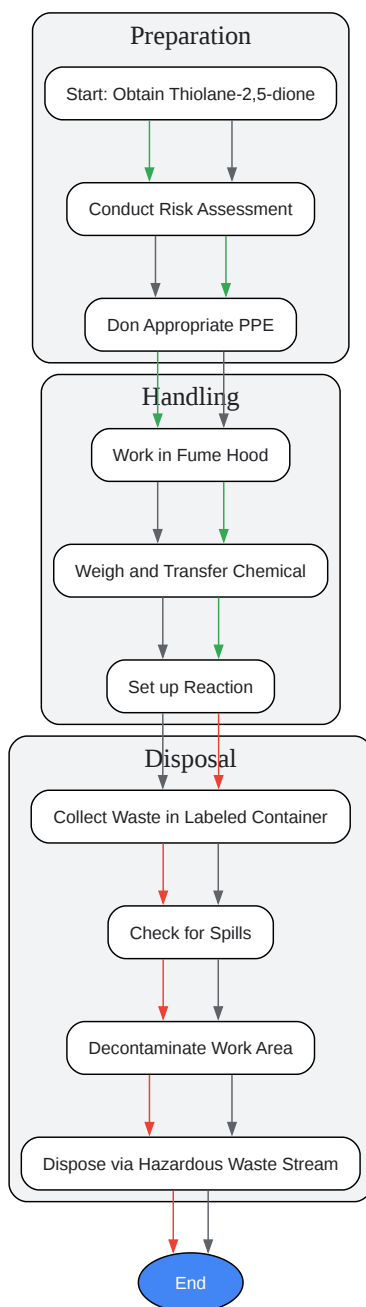 Preparation
Start: Obtain Thiolane-2,5-dione
Conduct Risk Assessment
Don Appropriate PPE
Handling
Work in Fume Hood
Weigh and Transfer Chemical
Set up Reaction
Disposal
Collect Waste in Labeled Container
Check for Spills
Decontaminate Work Area
Dispose via Hazardous Waste Stream
End